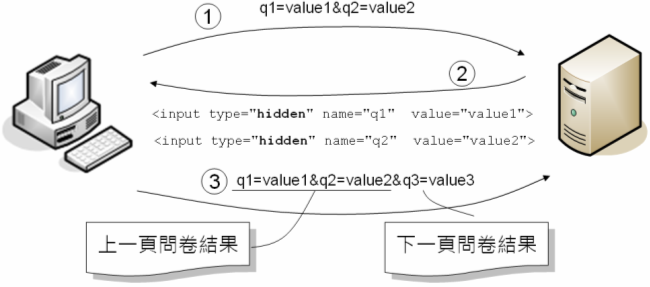 ① q1=value1&q2=value2
②
<input type="hidden" name="q1" value="value1">
<input type="hidden" name="q2" value="value2">
③ q1=value1&q2=value2&q3=value3
上一頁問卷結果
下一頁問卷結果